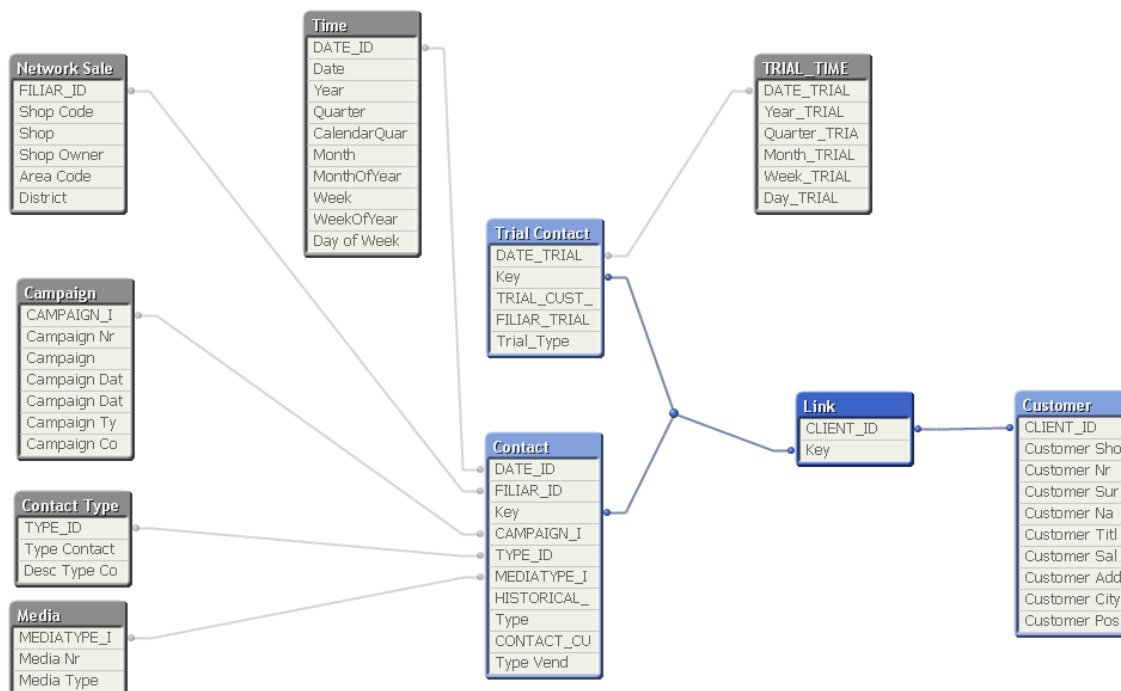 Network Sale
FILIAR_ID
Shop Code
Shop
Shop Owner
Area Code
District
Time
DATE_ID
Date
Year
Quarter
CalendarQuar
Month
MonthOfYear
Week
WeekOfYear
Day of Week
TRIAL_TIME
DATE_TRIAL
Year_TRIAL
Quarter_TRIA
Month_TRIAL
Week_TRIAL
Day_TRIAL
Trial Contact
DATE_TRIAL
Key
TRIAL_CUST_
FILIAR_TRIAL
Trial_Type
Campaign
CAMPAIGN_I
Campaign Nr
Campaign
Campaign Dat
Campaign Dat
Campaign Ty
Campaign Co
Contact Type
TYPE_ID
Type Contact
Desc Type Co
Media
MEDIATYPE_I
Media Nr
Media Type
Contact
DATE_ID
FILIAR_ID
Key
CAMPAIGN_I
TYPE_ID
MEDIATYPE_I
HISTORICAL_
Type
CONTACT_CU
Type Vend
Link
CLIENT_ID
Key
Customer
CLIENT_ID
Customer Sho
Customer Nr
Customer Sur
Customer Na
Customer Titl
Customer Sal
Customer Add
Customer City
Customer Pos